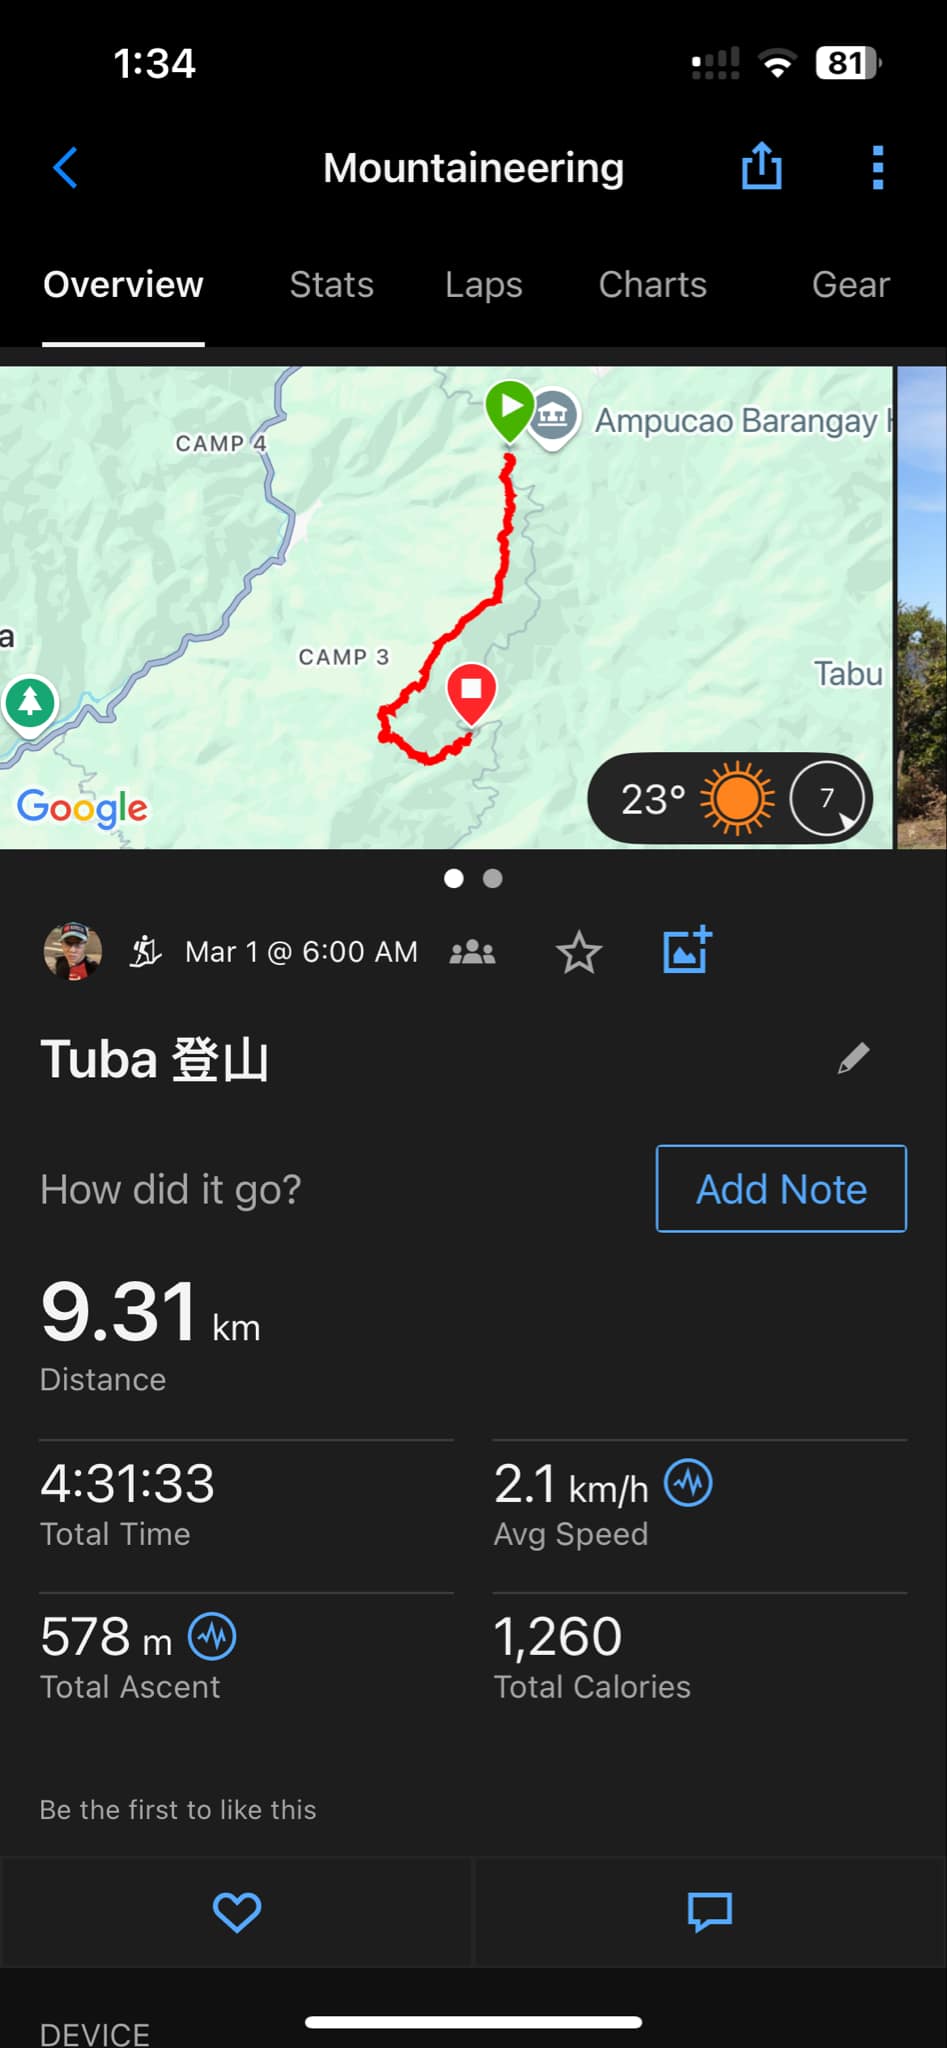 1:34
81
Mountaineering
Overview Stats Laps Charts Gear
CAMP 4
Ampucao Barangay
CAMP 3
a
Tabu
Google
23° 7
Mar 1 @ 6:00 AM
Tuba 登山
How did it go?
Add Note
9.31 km
Distance
4:31:33
Total Time
2.1 km/h
Avg Speed
578 m
Total Ascent
1,260
Total Calories
Be the first to like this
DEVICE